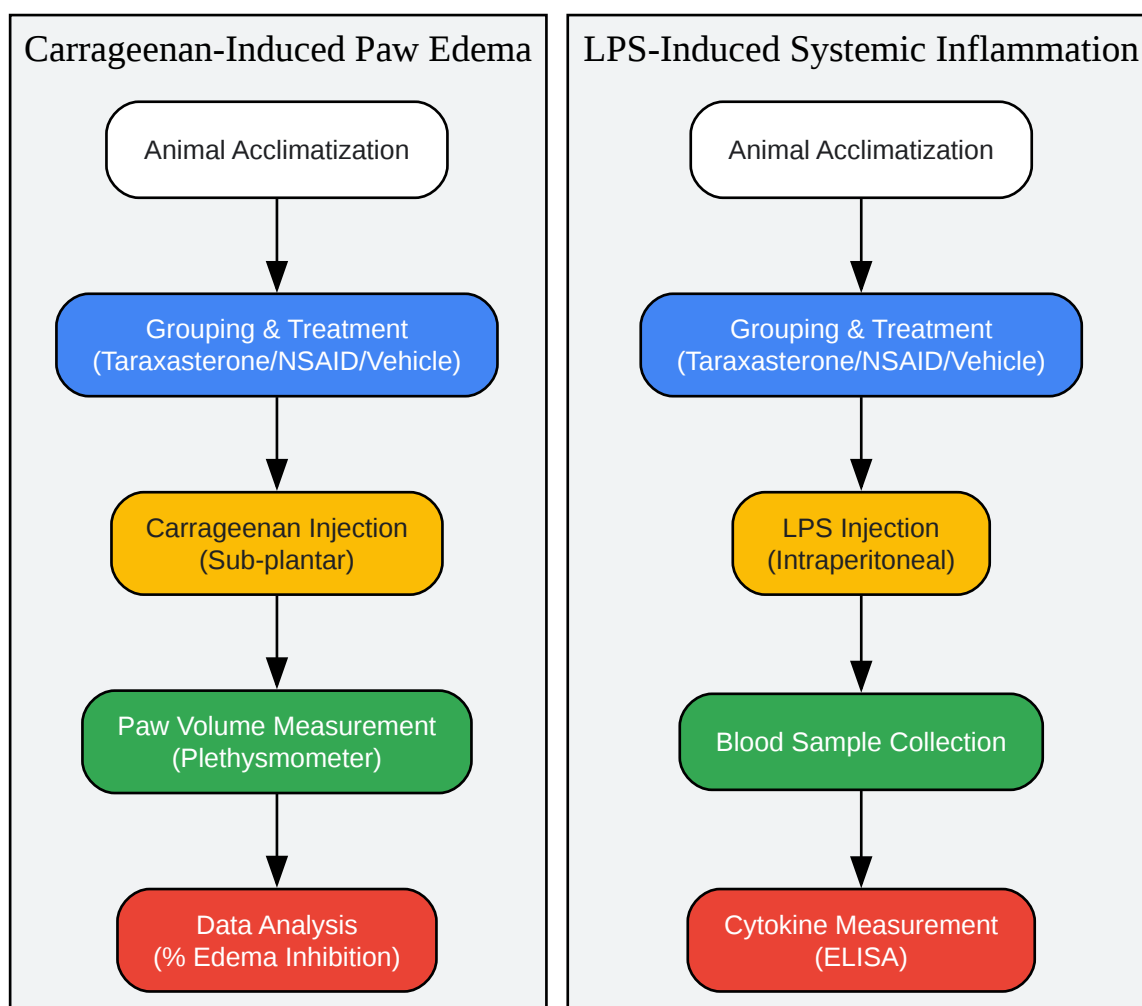 Carrageenan-Induced Paw Edema
Animal Acclimatization
Grouping & Treatment
(Taraxasterone/NSAID/Vehicle)
Carrageenan Injection
(Sub-plantar)
Paw Volume Measurement
(Plethysmometer)
Data Analysis
(% Edema Inhibition)
LPS-Induced Systemic Inflammation
Animal Acclimatization
Grouping & Treatment
(Taraxasterone/NSAID/Vehicle)
LPS Injection
(Intraperitoneal)
Blood Sample Collection
Cytokine Measurement
(ELISA)